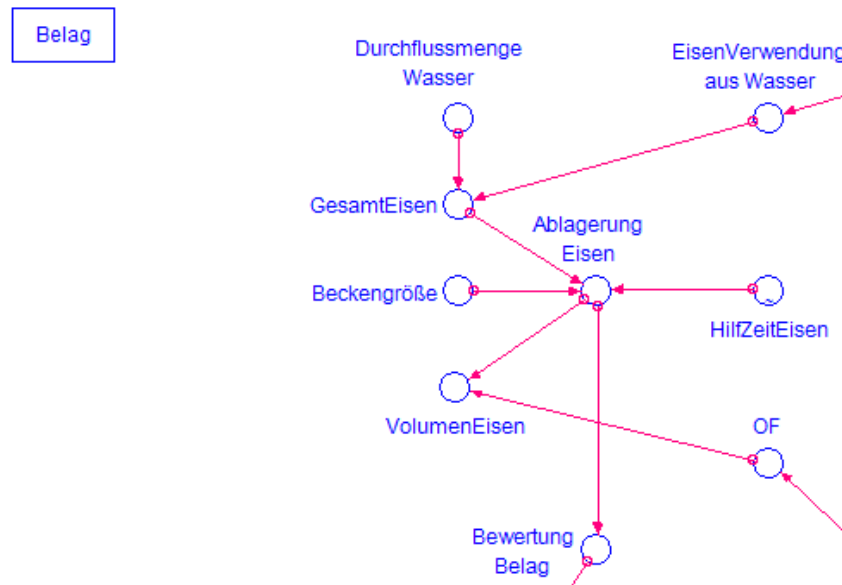 Belag
Durchflussmenge
Wasser
EisenVerwendung
aus Wasser
GesamtEisen
Ablagerung
Eisen
Beckengröße
HilfZeitEisen
VolumenEisen
OF
Bewertung
Belag